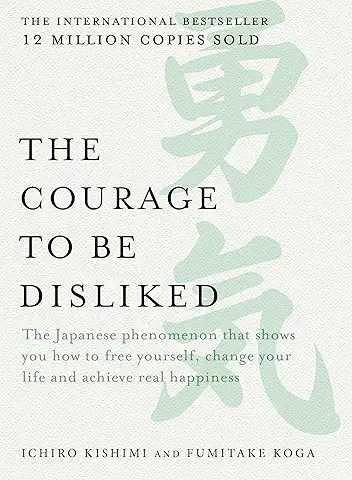 THE INTERNATIONAL BESTSELLER
12 MILLION COPIES SOLD
勇気
THE
COURAGE
TO BE
DISLIKED
The Japanese phenomenon that shows
you how to free yourself, change your
life and achieve real happiness
ICHIRO KISHIMI AND FUMITAKE KOGA